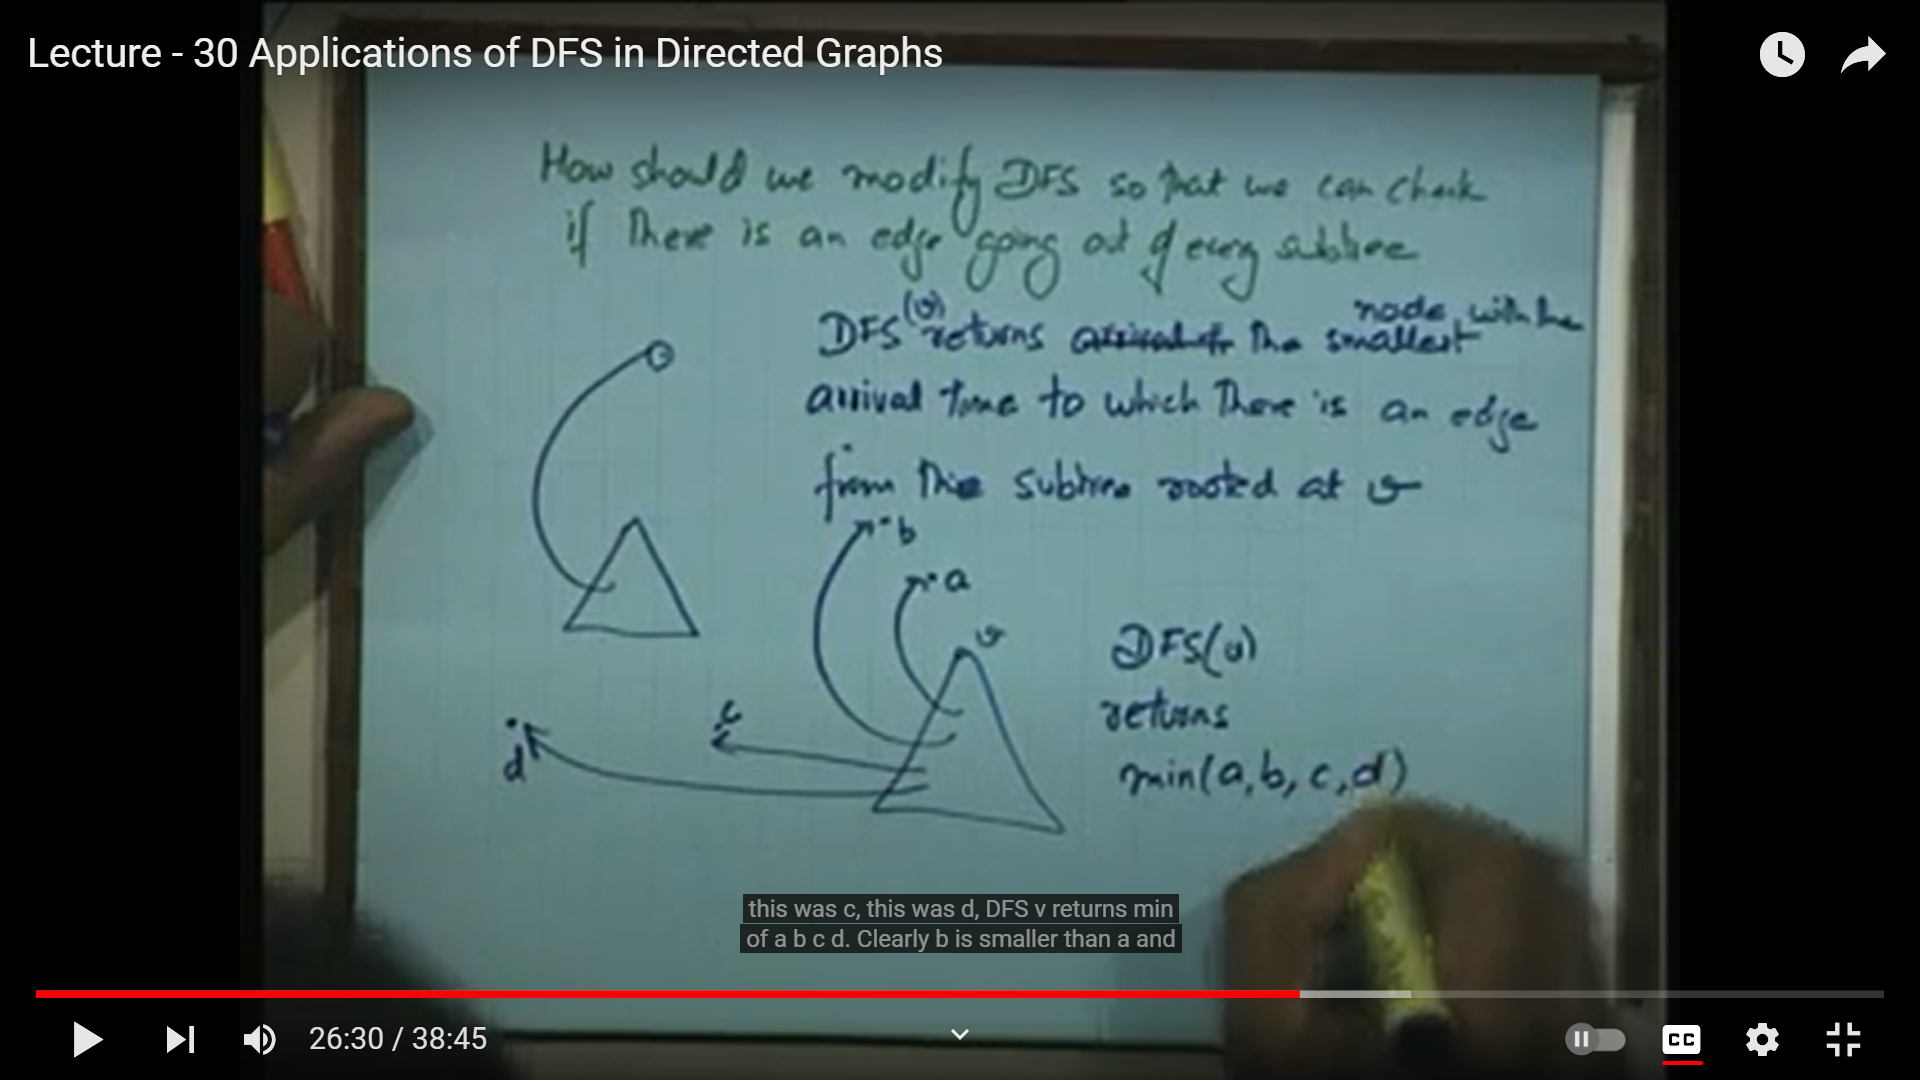 Lecture - 30 Applications of DFS in Directed Graphs
How should we modify DFS so that we can check
if there is an edge going out of every subtree
DFS(v) returns the smallest node with the
arrival time to which there is an edge
from the subtree rooted at v
b
a
v
c
d
DFS(v)
returns
min(a,b,c,d)
this was c, this was d, DFS v returns min
of a b c d. Clearly b is smaller than a and
26:30 / 38:45
CC